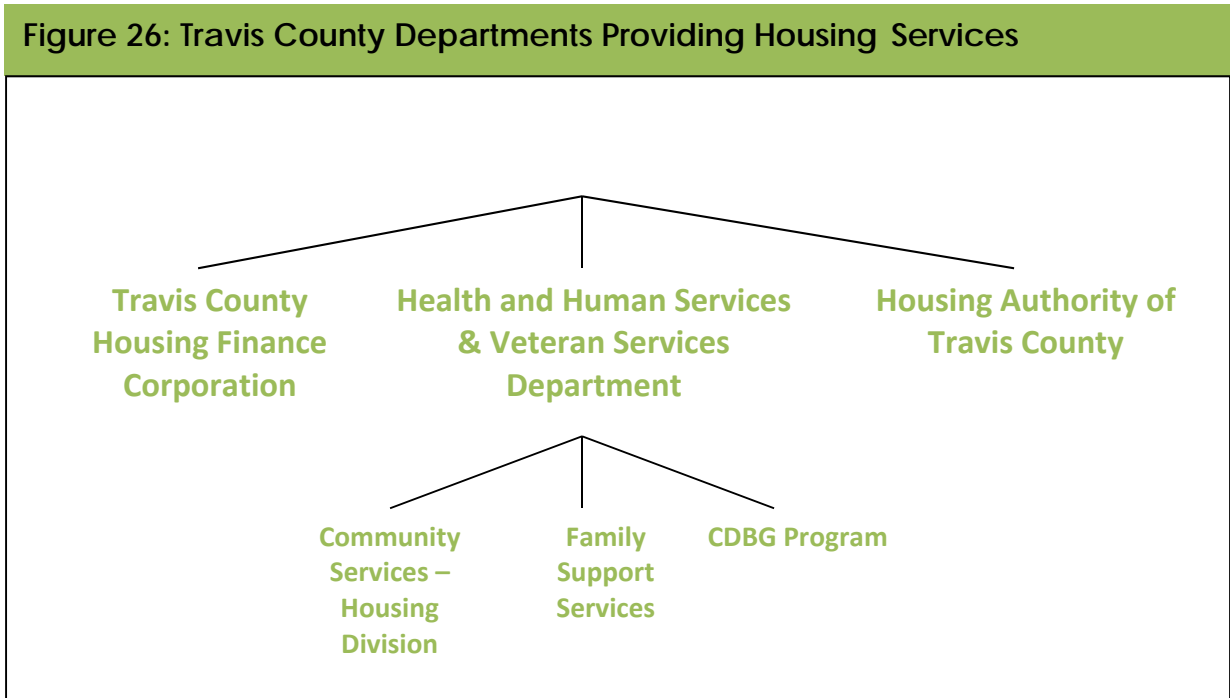 Figure 26: Travis County Departments Providing Housing Services
Travis County
Housing Finance
Corporation
Health and Human Services
& Veteran Services
Department
Housing Authority of
Travis County
Community
Services –
Housing
Division
Family
Support
Services
CDBG Program